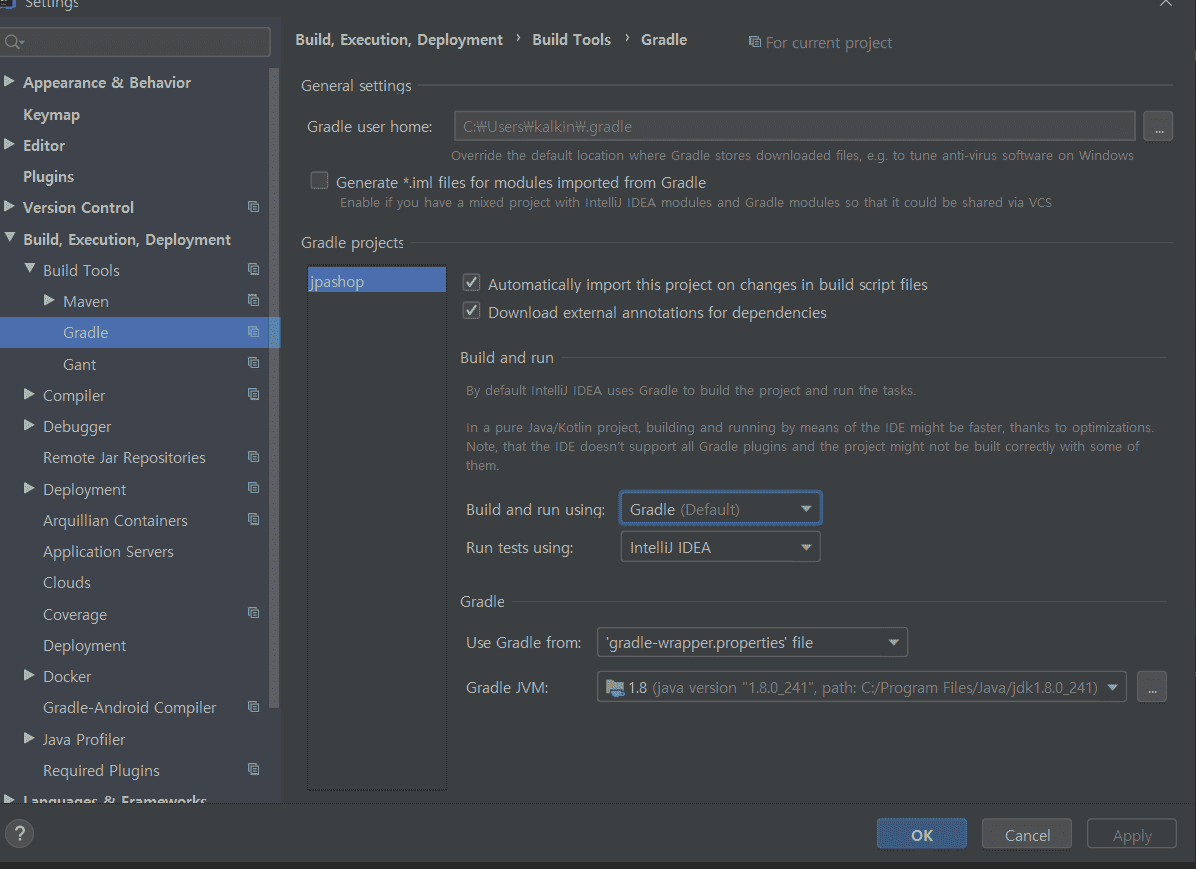 Settings
Build, Execution, Deployment › Build Tools › Gradle For current project
Appearance & Behavior
Keymap
Editor
Plugins
Version Control
Build, Execution, Deployment
Build Tools
Maven
Gradle
Gant
Compiler
Debugger
Remote Jar Repositories
Deployment
Arquillian Containers
Application Servers
Clouds
Coverage
Deployment
Docker
Gradle-Android Compiler
Java Profiler
Required Plugins
Languages & Frameworks
General settings
Gradle user home: C:₩Users₩kalkin₩.gradle ...
Override the default location where Gradle stores downloaded files, e.g. to tune anti-virus software on Windows
Generate *.iml files for modules imported from Gradle
Enable if you have a mixed project with IntelliJ IDEA modules and Gradle modules so that it could be shared via VCS
Gradle projects
jpashop
Automatically import this project on changes in build script files
Download external annotations for dependencies
Build and run
By default IntelliJ IDEA uses Gradle to build the project and run the tasks.
In a pure Java/Kotlin project, building and running by means of the IDE might be faster, thanks to optimizations.
Note, that the IDE doesn't support all Gradle plugins and the project might not be built correctly with some of
them.
Build and run using: Gradle (Default)
Run tests using: IntelliJ IDEA
Gradle
Use Gradle from: 'gradle-wrapper.properties' file
Gradle JVM: 1.8 (java version "1.8.0_241", path: C:/Program Files/Java/jdk1.8.0_241) ...
? OK Cancel Apply